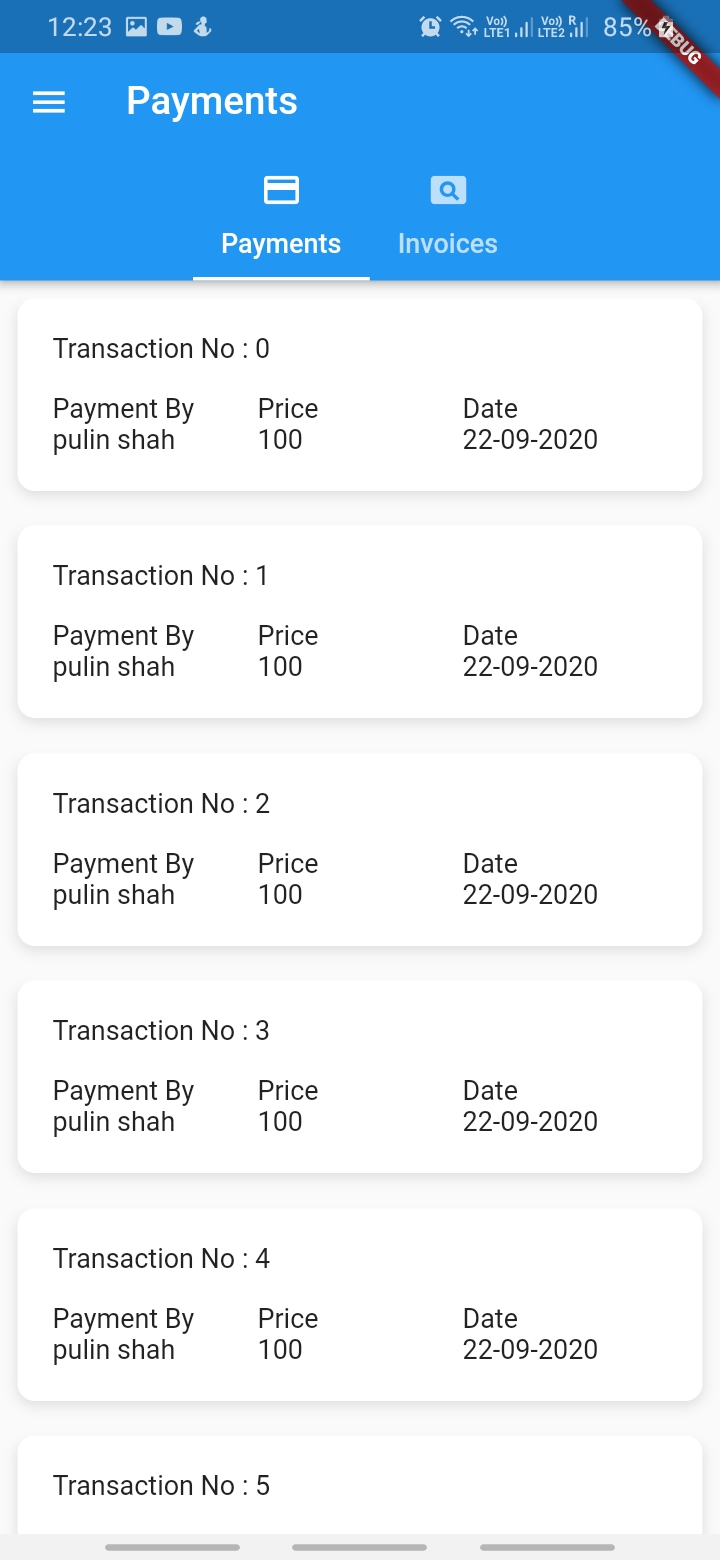 12:23 Vo) LTE1 Vo) LTE2 R 85%
DEBUG
Payments
Payments Invoices
Transaction No : 0
Payment By Price Date
pulin shah 100 22-09-2020
Transaction No : 1
Payment By Price Date
pulin shah 100 22-09-2020
Transaction No : 2
Payment By Price Date
pulin shah 100 22-09-2020
Transaction No : 3
Payment By Price Date
pulin shah 100 22-09-2020
Transaction No : 4
Payment By Price Date
pulin shah 100 22-09-2020
Transaction No : 5